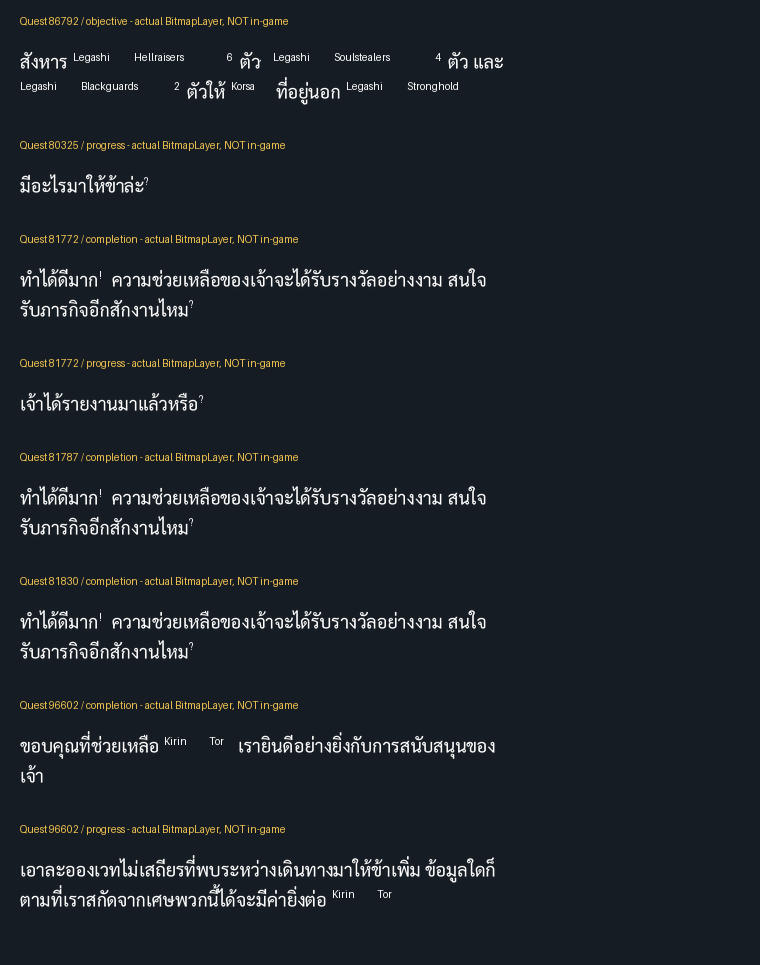 Quest 86792 / objective - actual BitmapLayer, NOT in-game
สังหาร Legashi Hellraisers 6 ตัว Legashi Soulstealers 4 ตัว และ
Legashi Blackguards 2 ตัวให้ Korsa ที่อยู่นอก Legashi Stronghold
Quest 80325 / progress - actual BitmapLayer, NOT in-game
มีอะไรมาให้ข้าล่ะ?
Quest 81772 / completion - actual BitmapLayer, NOT in-game
ทำได้ดีมาก! ความช่วยเหลือของเจ้าจะได้รับรางวัลอย่างงาม สนใจ
รับภารกิจอีกสักงานไหม?
Quest 81772 / progress - actual BitmapLayer, NOT in-game
เจ้าได้รายงานมาแล้วหรือ?
Quest 81787 / completion - actual BitmapLayer, NOT in-game
ทำได้ดีมาก! ความช่วยเหลือของเจ้าจะได้รับรางวัลอย่างงาม สนใจ
รับภารกิจอีกสักงานไหม?
Quest 81830 / completion - actual BitmapLayer, NOT in-game
ทำได้ดีมาก! ความช่วยเหลือของเจ้าจะได้รับรางวัลอย่างงาม สนใจ
รับภารกิจอีกสักงานไหม?
Quest 96602 / completion - actual BitmapLayer, NOT in-game
ขอบคุณที่ช่วยเหลือ Kirin Tor เรายินดีอย่างยิ่งกับการสนับสนุนของ
เจ้า
Quest 96602 / progress - actual BitmapLayer, NOT in-game
เอาละอองเวทไม่เสถียรที่พบระหว่างเดินทางมาให้ข้าเพิ่ม ข้อมูลใดก็
ตามที่เราสกัดจากเศษพวกนี้ได้จะมีค่ายิ่งต่อ Kirin Tor